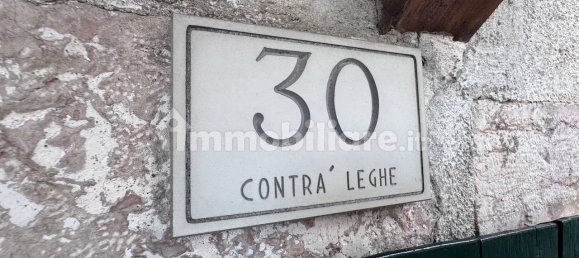 30
immobiliare.it
CONTRA' LEGHE